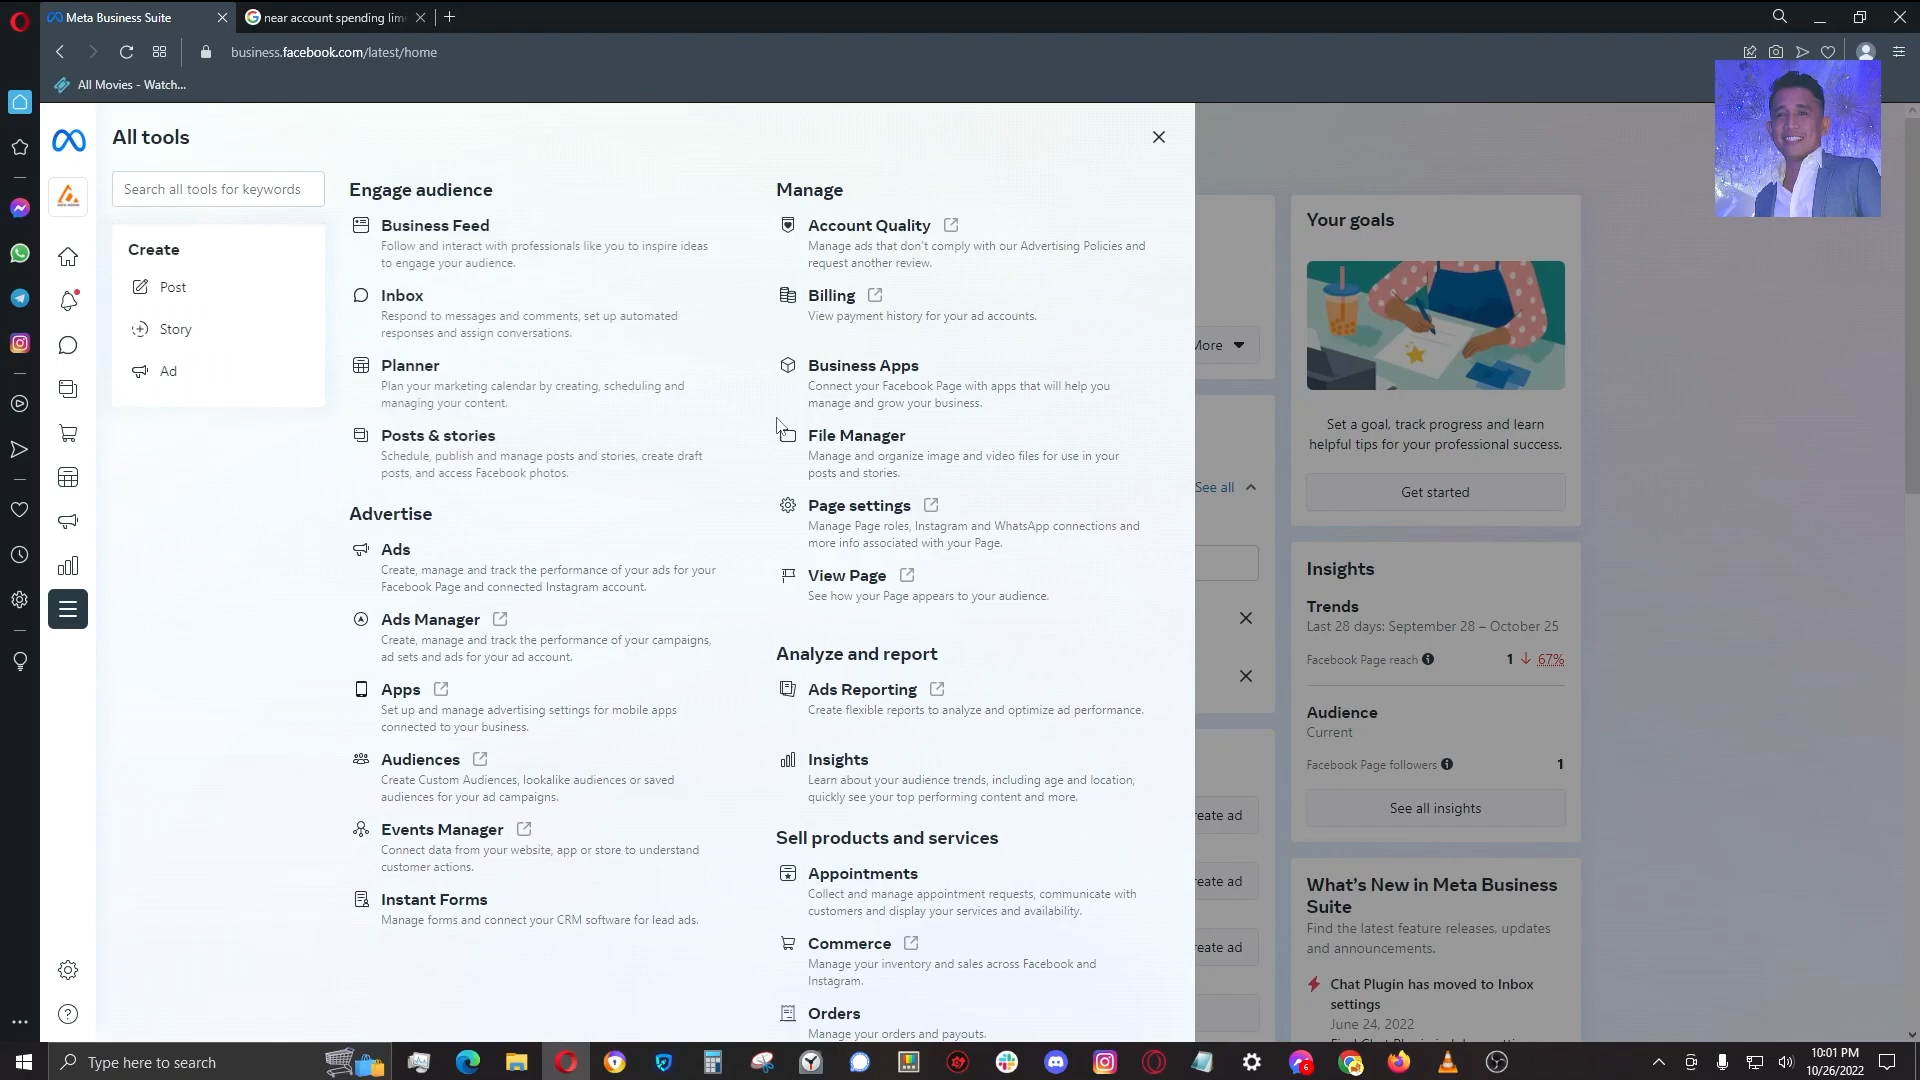 Meta Business Suite
near account spending limi
business.facebook.com/latest/home
All Movies - Watch...
All tools
Search all tools for keywords
Create
Post
Story
Ad
Engage audience
Business Feed
Follow and interact with professionals like you to inspire ideas
to engage your audience.
Inbox
Respond to messages and comments, set up automated
responses and assign conversations.
Planner
Plan your marketing calendar by creating, scheduling and
managing your content.
Posts & stories
Schedule, publish and manage posts and stories, create draft
posts, and access Facebook photos.
Advertise
Ads
Create, manage and track the performance of your ads for your
Facebook Page and connected Instagram account.
Ads Manager
Create, manage and track the performance of your campaigns,
ad sets and ads for your ad account.
Apps
Set up and manage advertising settings for mobile apps
connected to your business.
Audiences
Create Custom Audiences, lookalike audiences or saved
audiences for your ad campaigns.
Events Manager
Connect data from your website, app or store to understand
customer actions.
Instant Forms
Manage forms and connect your CRM software for lead ads.
Manage
Account Quality
Manage ads that don't comply with our Advertising Policies and
request another review.
Billing
View payment history for your ad accounts.
Business Apps
Connect your Facebook Page with apps that will help you
manage and grow your business.
File Manager
Manage and organize image and video files for use in your
posts and stories.
Page settings
Manage Page roles, Instagram and WhatsApp connections and
more info associated with your Page.
View Page
See how your Page appears to your audience.
Analyze and report
Ads Reporting
Create flexible reports to analyze and optimize ad performance.
Insights
Learn about your audience trends, including age and location,
quickly see your top performing content and more.
Sell products and services
Appointments
Collect and manage appointment requests, communicate with
customers and display your services and availability.
Commerce
Manage your inventory and sales across Facebook and
Instagram.
Orders
Manage your orders and payouts.
More
See all
reate ad
reate ad
reate ad
Your goals
Set a goal, track progress and learn
helpful tips for your professional success.
Get started
Insights
Trends
Last 28 days: September 28 – October 25
Facebook Page reach 1 ↓ 67%
Audience
Current
Facebook Page followers 1
See all insights
What's New in Meta Business
Suite
Find the latest feature releases, updates
and announcements.
Chat Plugin has moved to Inbox
settings
June 24, 2022
Type here to search
10:01 PM
10/26/2022